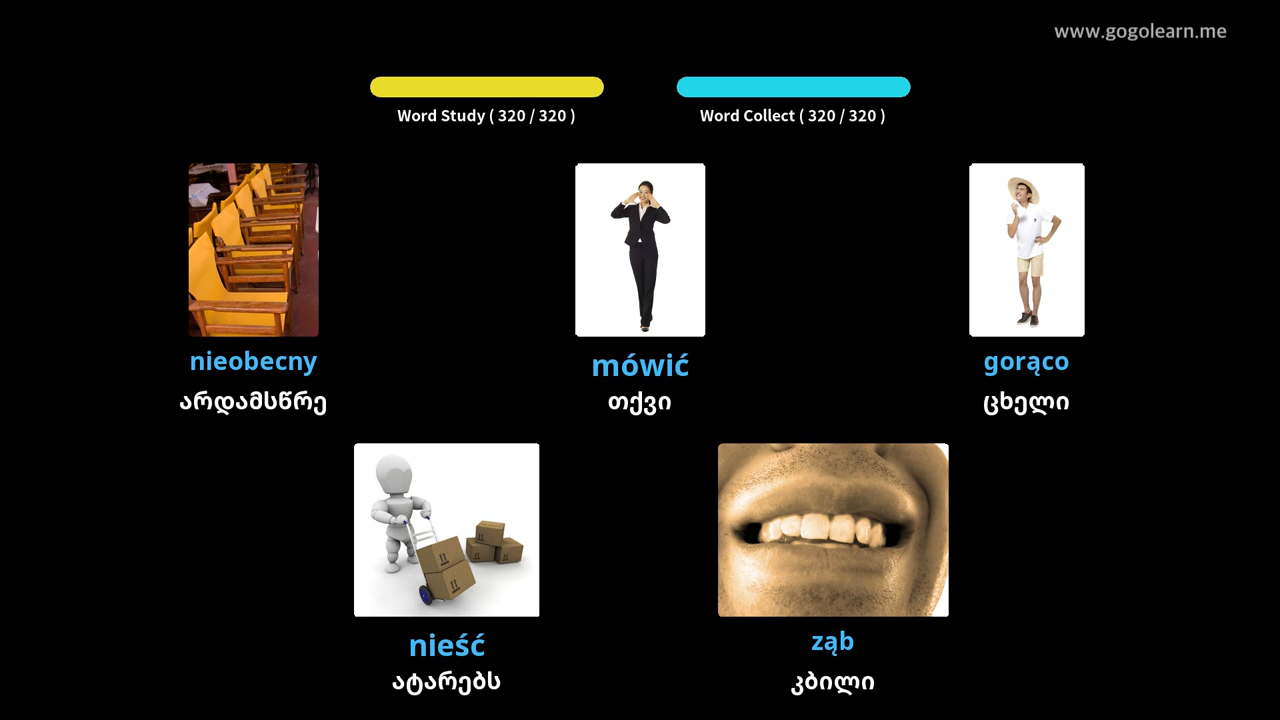 www.gogolearn.me
Word Study ( 320 / 320 )
Word Collect ( 320 / 320 )
nieobecny
არდამსწრე
mówić
თქვი
gorąco
ცხელი
nieść
ატარებს
ząb
კბილი